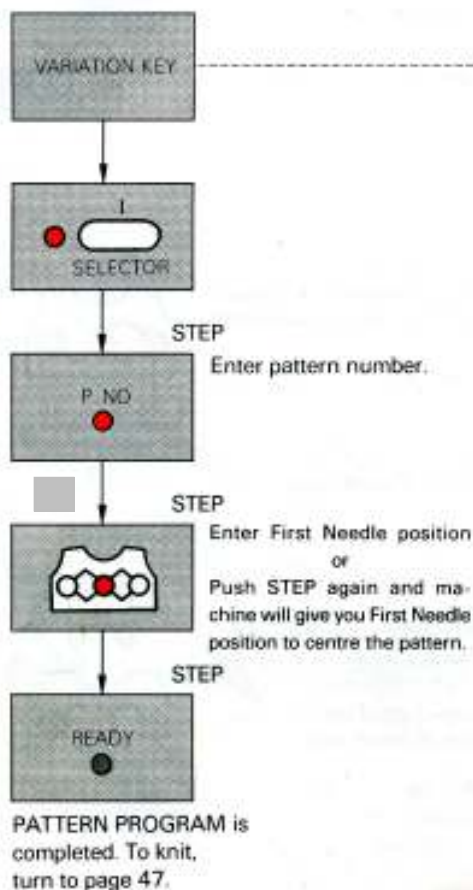 VARIATION KEY
I
SELECTOR
STEP
Enter pattern number.
P. NO
STEP
Enter First Needle position
or
Push STEP again and ma-
chine will give you First Needle
position to centre the pattern.
STEP
READY
PATTERN PROGRAM is
completed. To knit,
turn to page 47.